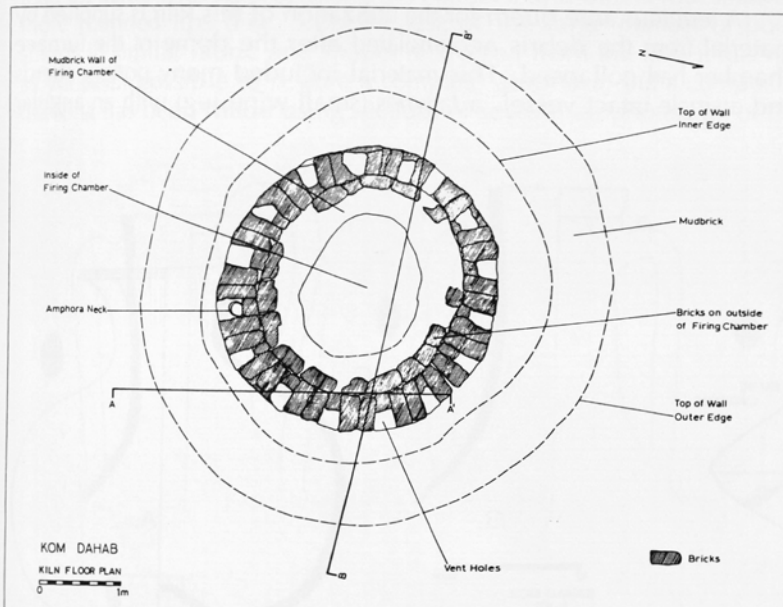 B
N
Mudbrick Wall of
Firing Chamber
Top of Wall
Inner Edge
Inside of
Firing Chamber
Mudbrick
Amphora Neck
Bricks on outside
of Firing Chamber
A
A'
Top of Wall
Outer Edge
KOM DAHAB
KILN FLOOR PLAN
0 1m
B
Vent Holes
Bricks